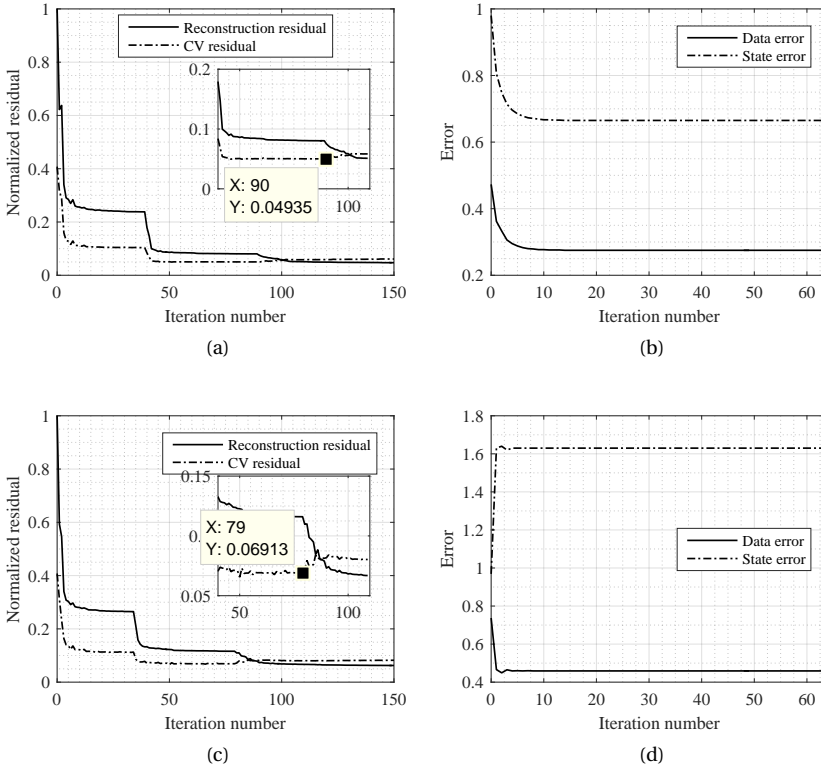 Reconstruction residual
CV residual
Normalized residual
1
0.8
0.6
0.4
0.2
0
0.2
0.1
0
100
X: 90
Y: 0.04935
0
50
100
150
Iteration number
(a)
Data error
State error
Error
1
0.8
0.6
0.4
0.2
0
10
20
30
40
50
60
Iteration number
(b)
Reconstruction residual
CV residual
Normalized residual
1
0.8
0.6
0.4
0.2
0
0.15
0.05
50
100
X: 79
Y: 0.06913
0
50
100
150
Iteration number
(c)
Data error
State error
Error
1.8
1.6
1.4
1.2
1
0.8
0.6
0.4
0
10
20
30
40
50
60
Iteration number
(d)